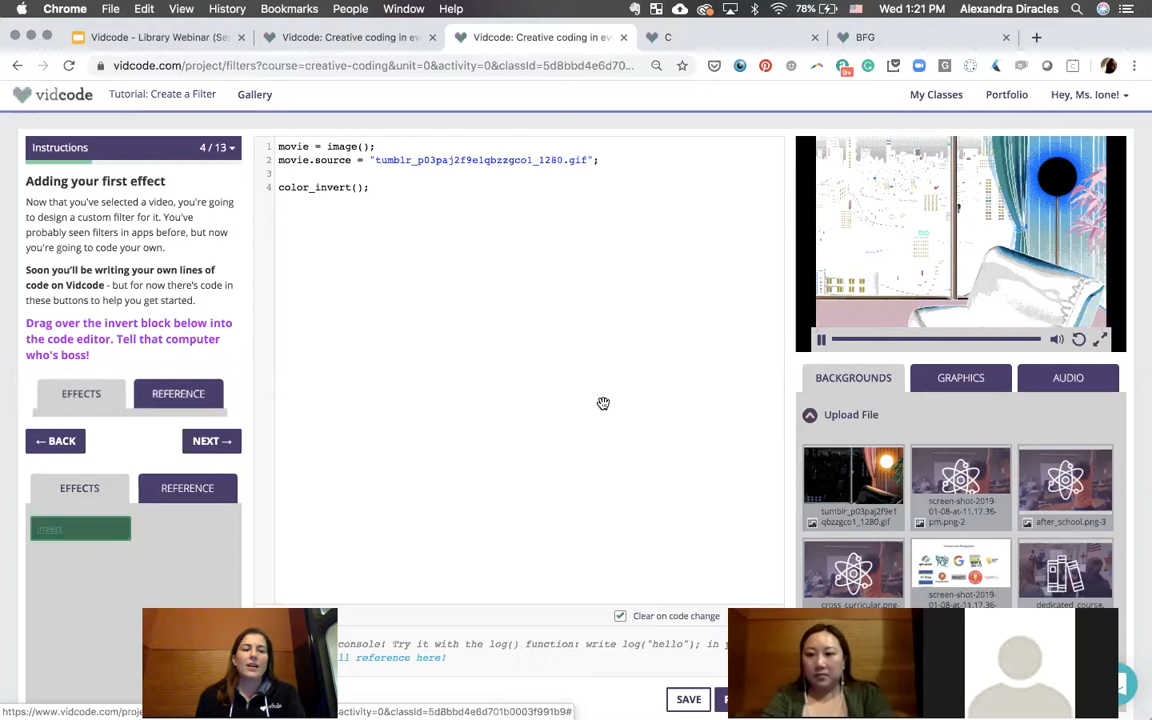 Chrome File Edit View History Bookmarks People Window Help 78% Wed 1:21 PM Alexandra Diracles
Vidcode - Library Webinar (Se
Vidcode: Creative coding in ev
Vidcode: Creative coding in ev
C
BFG
vidcode.com/project/filters?course=creative-coding&unit=0&activity=0&classId=5d8bbd4e6d70...
9+
vidcode Tutorial: Create a Filter Gallery My Classes Portfolio Hey, Ms. Ione!
Instructions 4 / 13
Adding your first effect
Now that you've selected a video, you're going
to design a custom filter for it. You've
probably seen filters in apps before, but now
you're going to code your own.
Soon you'll be writing your own lines of
code on Vidcode - but for now there's code in
these buttons to help you get started.
Drag over the invert block below into
the code editor. Tell that computer
who's boss!
EFFECTS REFERENCE
← BACK NEXT →
EFFECTS REFERENCE
invert
1 movie = image();
2 movie.source = "tumblr_p03paj2f9e1qbzzgco1_1280.gif";
3
4 color_invert();
Clear on code change
console! Try it with the log() function: write log("hello"); in y
ll reference here!
SAVE
BACKGROUNDS GRAPHICS AUDIO
Upload File
tumblr_p03paj2f9e1
qbzzgco1_1280.gif
screen-shot-2019-
01-08-at-11.17.36-
pm.png-2
after_school.png-3
cross_curricular.png-
screen-shot-2019-
01-08-at-11.17.36-
dedicated_course.
https://www.vidcode.com/proje
activity=0&classId=5d8bbd4e6d701b0003f991b9#